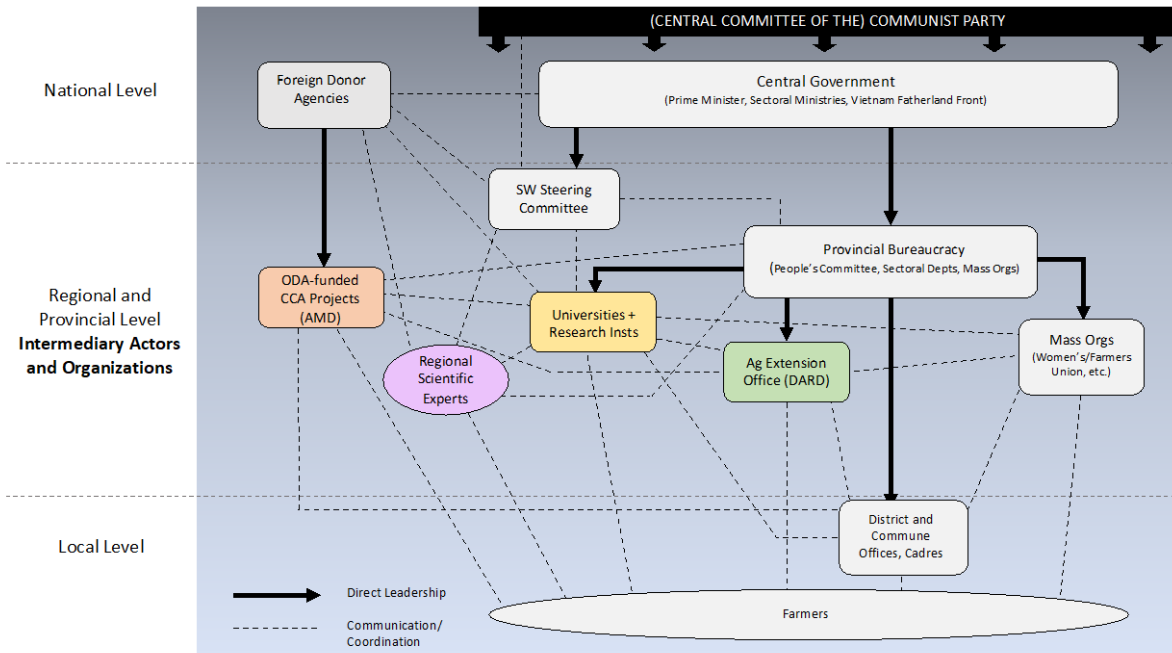 (CENTRAL COMMITTEE OF THE) COMMUNIST PARTY
National Level
Foreign Donor
Agencies
Central Government
(Prime Minister, Sectoral Ministries, Vietnam Fatherland Front)
SW Steering
Committee
Provincial Bureaucracy
(People's Committee, Sectoral Depts, Mass Orgs)
Regional and
Provincial Level
Intermediary Actors
and Organizations
ODA-funded
CCA Projects
(AMD)
Universities +
Research Insts
Regional
Scientific
Experts
Ag Extension
Office (DARD)
Mass Orgs
(Women's/Farmers
Union, etc.)
Local Level
District and
Commune
Offices, Cadres
Farmers
Direct Leadership
Communication/
Coordination